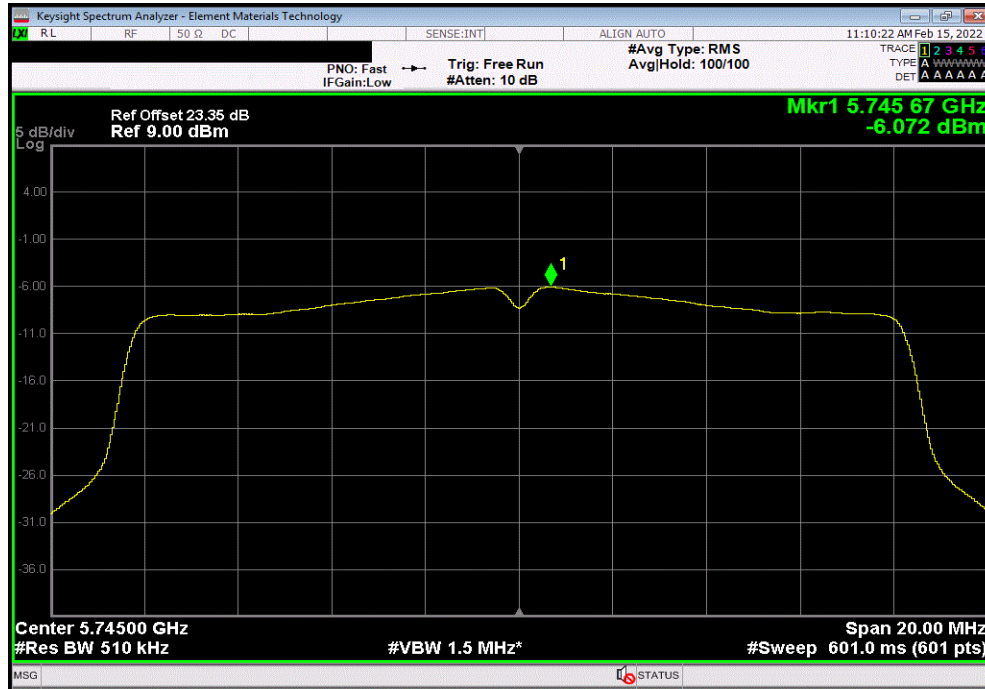 Keysight Spectrum Analyzer - Element Materials Technology
LXI RL RF 50 Ω DC SENSE:INT ALIGN AUTO 11:10:22 AM Feb 15, 2022
PNO: Fast Trig: Free Run #Avg Type: RMS TRACE 1 2 3 4 5 6
IFGain:Low #Atten: 10 dB Avg|Hold: 100/100 TYPE A WWWWW
DET A A A A A A
Mkr1 5.745 67 GHz
-6.072 dBm
Ref Offset 23.35 dB
5 dB/div Ref 9.00 dBm
Log
4.00
-1.00
1
-6.00
-11.0
-16.0
-21.0
-26.0
-31.0
-36.0
Center 5.74500 GHz Span 20.00 MHz
#Res BW 510 kHz #VBW 1.5 MHz* #Sweep 601.0 ms (601 pts)
MSG STATUS